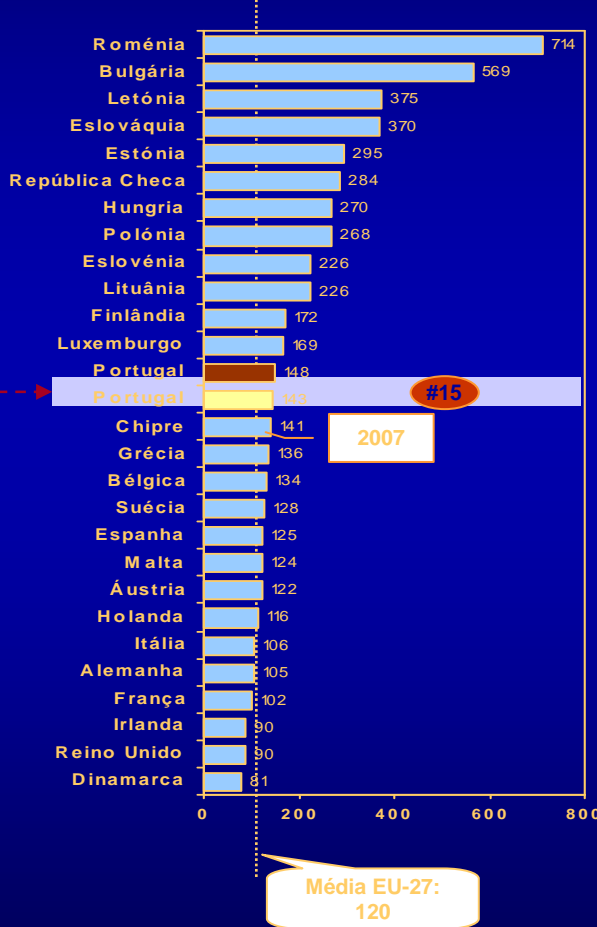 Roménia 714
Bulgária 569
Letónia 375
Eslováquia 370
Estónia 295
República Checa 284
Hungria 270
Polónia 268
Eslovénia 226
Lituânia 226
Finlândia 172
Luxemburgo 169
Portugal 148
Portugal 143 #15
Chipre 141
2007
Grécia 136
Bélgica 134
Suécia 128
Espanha 125
Malta 124
Áustria 122
Holanda 116
Itália 106
Alemanha 105
França 102
Irlanda 90
Reino Unido 90
Dinamarca 81
0 200 400 600 800
Média EU-27:
120